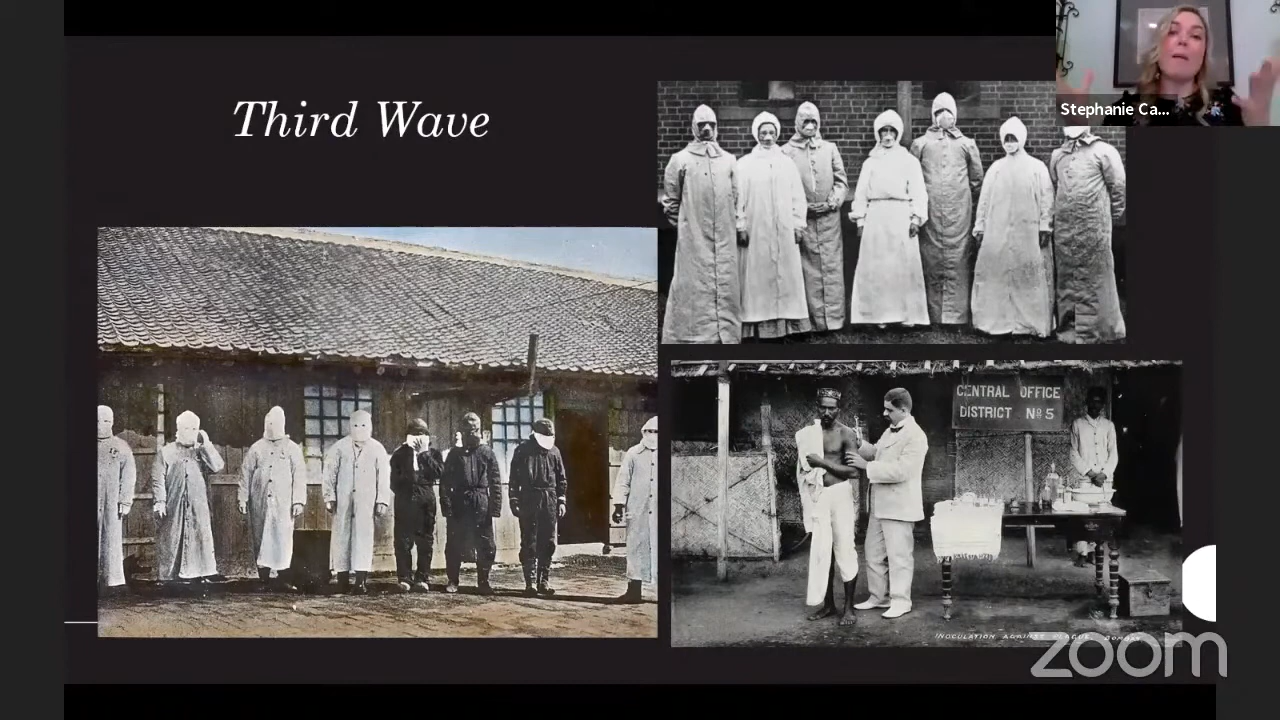 Third Wave
Stephanie Ca...
CENTRAL OFFICE
DISTRICT Nº 5
INOCULATION AGAINST PLAGUE, BOMBAY
zoom